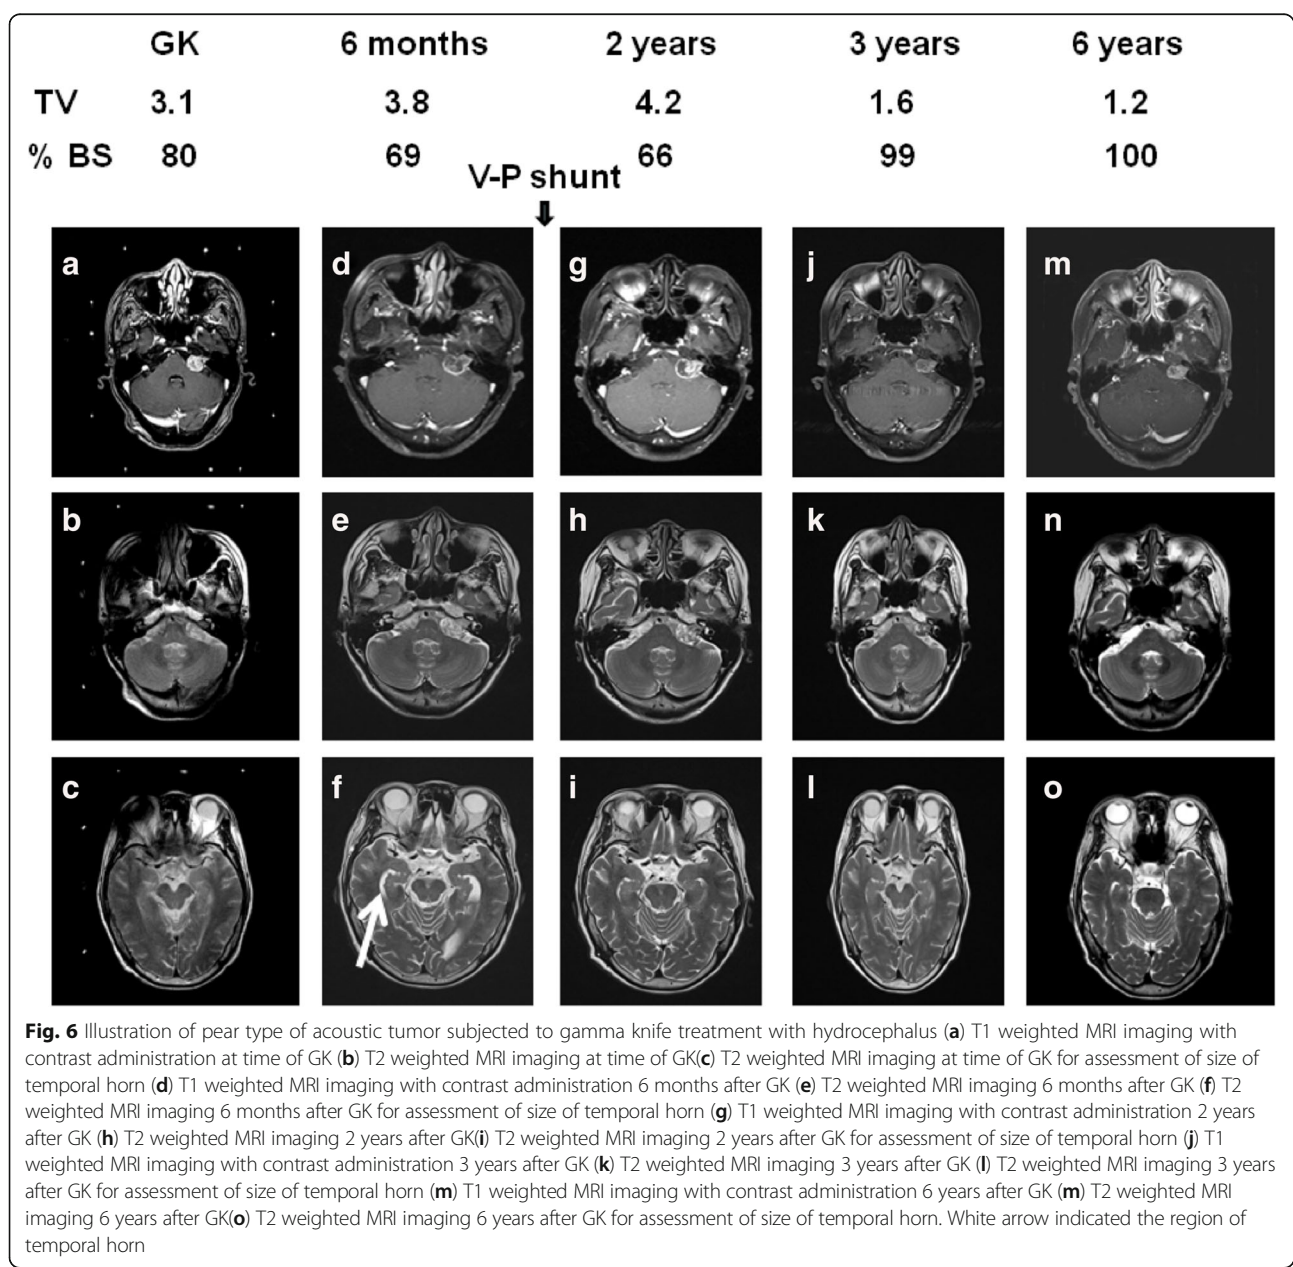 GK 6 months 2 years 3 years 6 years
TV 3.1 3.8 4.2 1.6 1.2
% BS 80 69 66 99 100
V-P shunt
a d g j m
b e h k n
c f i l o
Fig. 6 Illustration of pear type of acoustic tumor subjected to gamma knife treatment with hydrocephalus (a) T1 weighted MRI imaging with
contrast administration at time of GK (b) T2 weighted MRI imaging at time of GK(c) T2 weighted MRI imaging at time of GK for assessment of size of
temporal horn (d) T1 weighted MRI imaging with contrast administration 6 months after GK (e) T2 weighted MRI imaging 6 months after GK (f) T2
weighted MRI imaging 6 months after GK for assessment of size of temporal horn (g) T1 weighted MRI imaging with contrast administration 2 years
after GK (h) T2 weighted MRI imaging 2 years after GK(i) T2 weighted MRI imaging 2 years after GK for assessment of size of temporal horn (j) T1
weighted MRI imaging with contrast administration 3 years after GK (k) T2 weighted MRI imaging 3 years after GK (l) T2 weighted MRI imaging 3 years
after GK for assessment of size of temporal horn (m) T1 weighted MRI imaging with contrast administration 6 years after GK (m) T2 weighted MRI
imaging 6 years after GK(o) T2 weighted MRI imaging 6 years after GK for assessment of size of temporal horn. White arrow indicated the region of
temporal horn